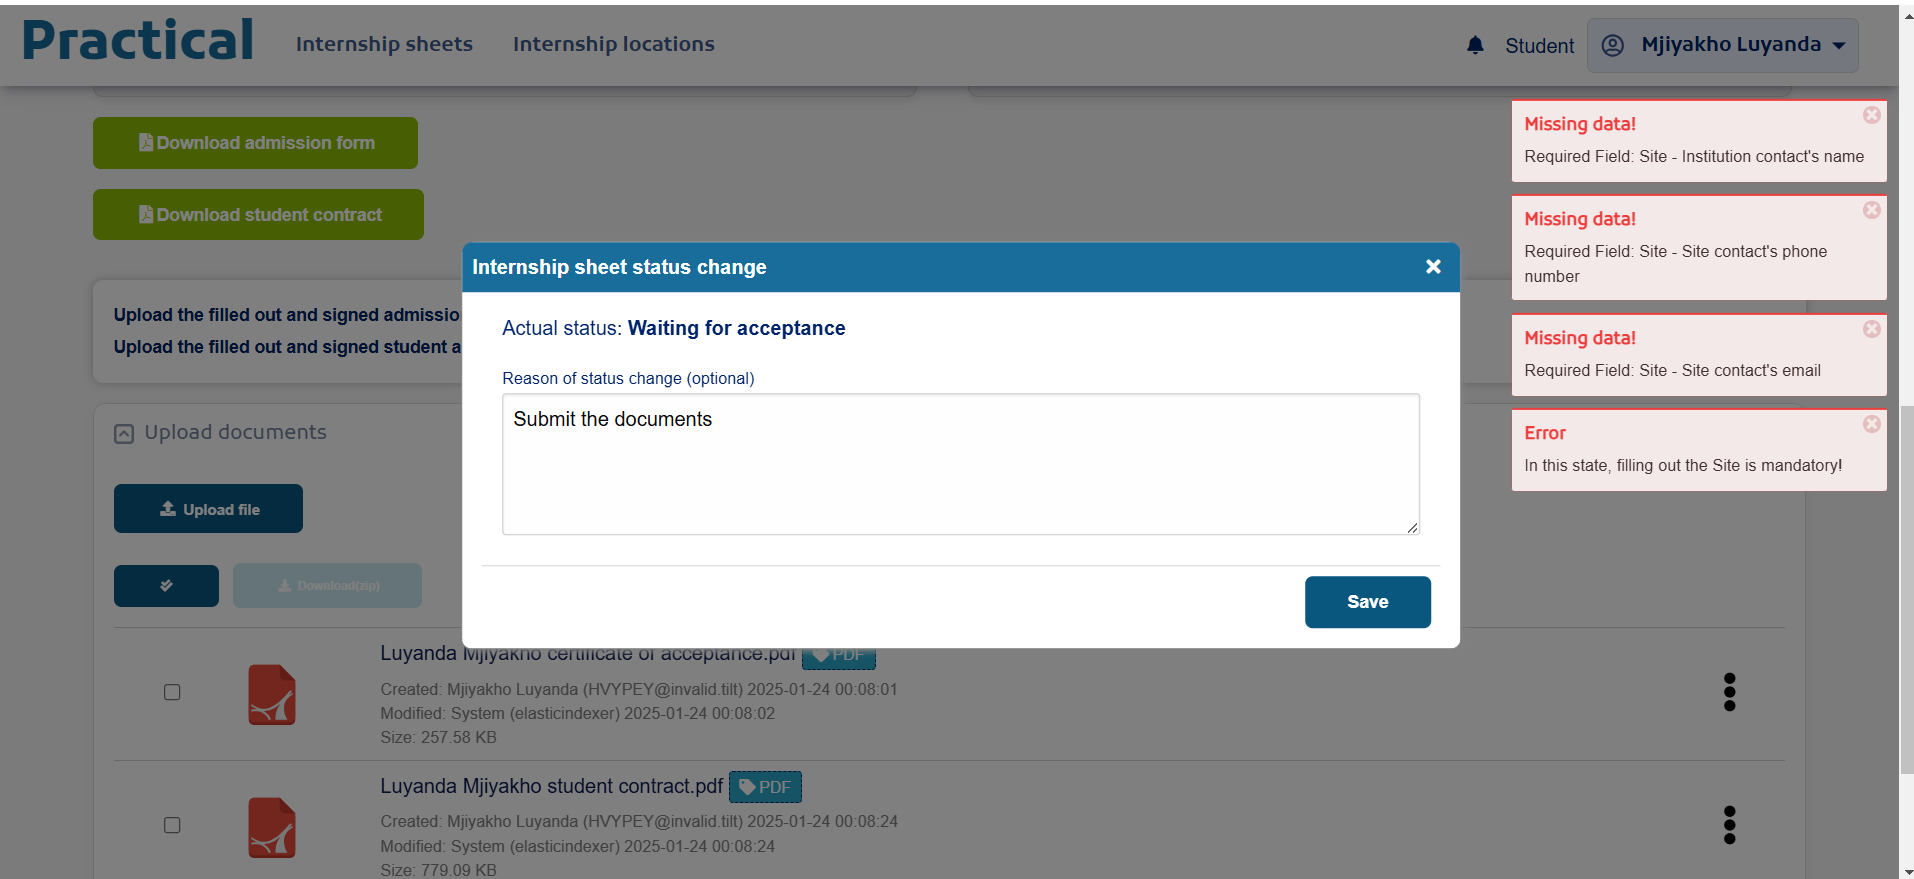 Practical
Internship sheets
Internship locations
Student
Mjiyakho Luyanda
Download admission form
Download student contract
Upload the filled out and signed admissio
Upload the filled out and signed student a
Upload documents
Upload file
Download(zip)
Internship sheet status change
Actual status: Waiting for acceptance
Reason of status change (optional)
Submit the documents
Save
Missing data!
Required Field: Site - Institution contact's name
Missing data!
Required Field: Site - Site contact's phone
number
Missing data!
Required Field: Site - Site contact's email
Error
In this state, filling out the Site is mandatory!
Luyanda Mjiyakho certificate of acceptance.pdf PDF
Created: Mjiyakho Luyanda (HVYPEY@invalid.tilt) 2025-01-24 00:08:01
Modified: System (elasticindexer) 2025-01-24 00:08:02
Size: 257.58 KB
Luyanda Mjiyakho student contract.pdf PDF
Created: Mjiyakho Luyanda (HVYPEY@invalid.tilt) 2025-01-24 00:08:24
Modified: System (elasticindexer) 2025-01-24 00:08:24
Size: 779.09 KB